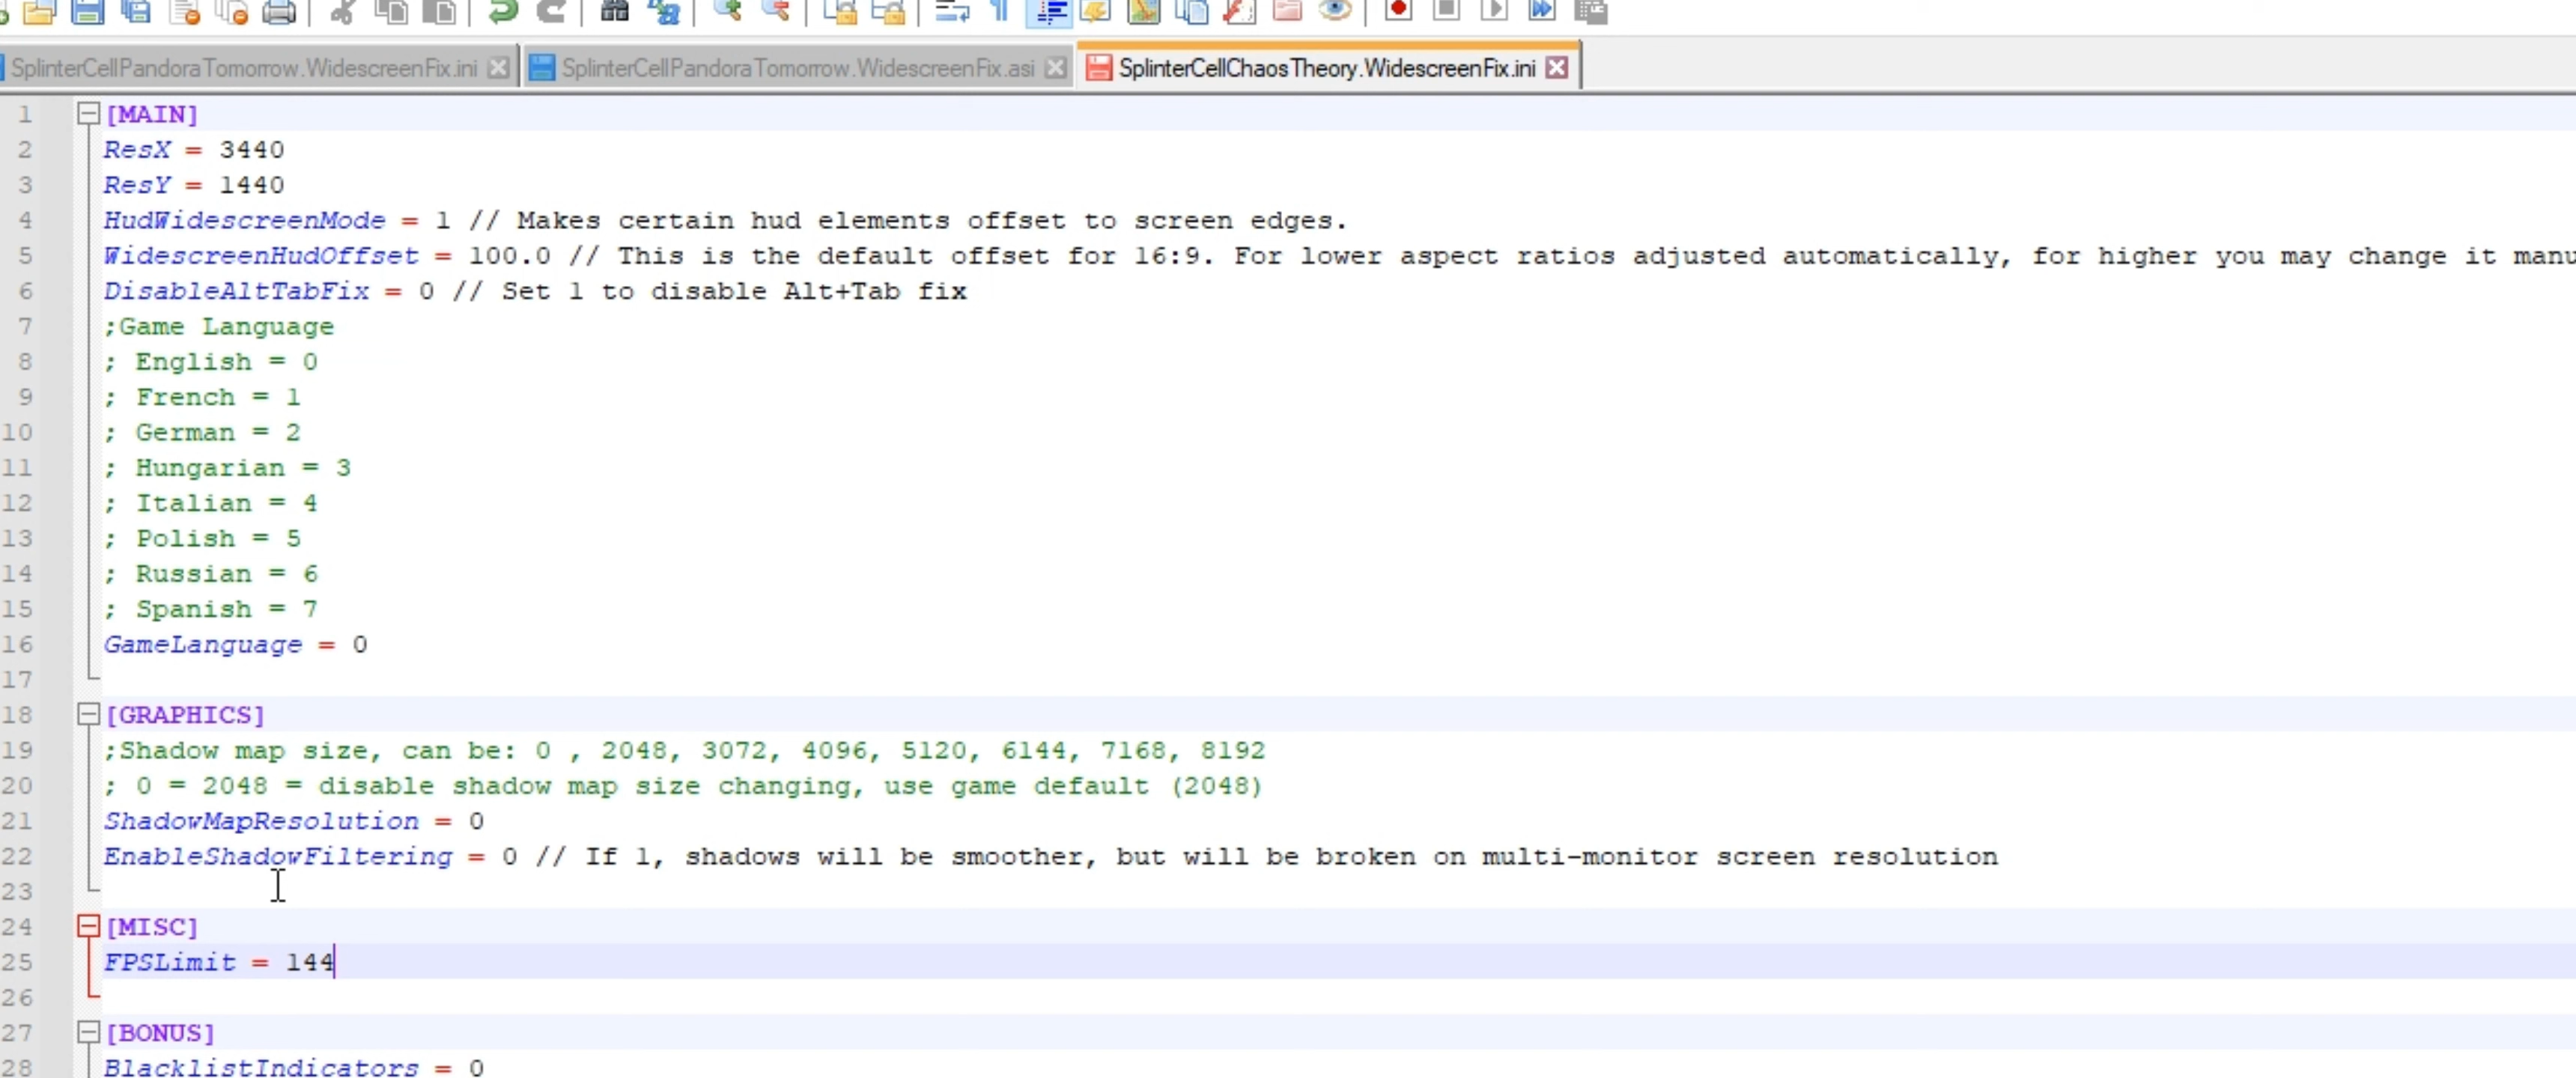 SplinterCellPandoraTomorrow.WidescreenFix.ini
SplinterCellPandoraTomorrow.WidescreenFix.asi
SplinterCellChaosTheory.WidescreenFix.ini
1 [MAIN]
2 ResX = 3440
3 ResY = 1440
4 HudWidescreenMode = 1 // Makes certain hud elements offset to screen edges.
5 WidescreenHudOffset = 100.0 // This is the default offset for 16:9. For lower aspect ratios adjusted automatically, for higher you may change it manu
6 DisableAltTabFix = 0 // Set 1 to disable Alt+Tab fix
7 ;Game Language
8 ; English = 0
9 ; French = 1
10 ; German = 2
11 ; Hungarian = 3
12 ; Italian = 4
13 ; Polish = 5
14 ; Russian = 6
15 ; Spanish = 7
16 GameLanguage = 0
17
18 [GRAPHICS]
19 ;Shadow map size, can be: 0 , 2048, 3072, 4096, 5120, 6144, 7168, 8192
20 ; 0 = 2048 = disable shadow map size changing, use game default (2048)
21 ShadowMapResolution = 0
22 EnableShadowFiltering = 0 // If 1, shadows will be smoother, but will be broken on multi-monitor screen resolution
23
24 [MISC]
25 FPSLimit = 144
26
27 [BONUS]
28 BlacklistIndicators = 0